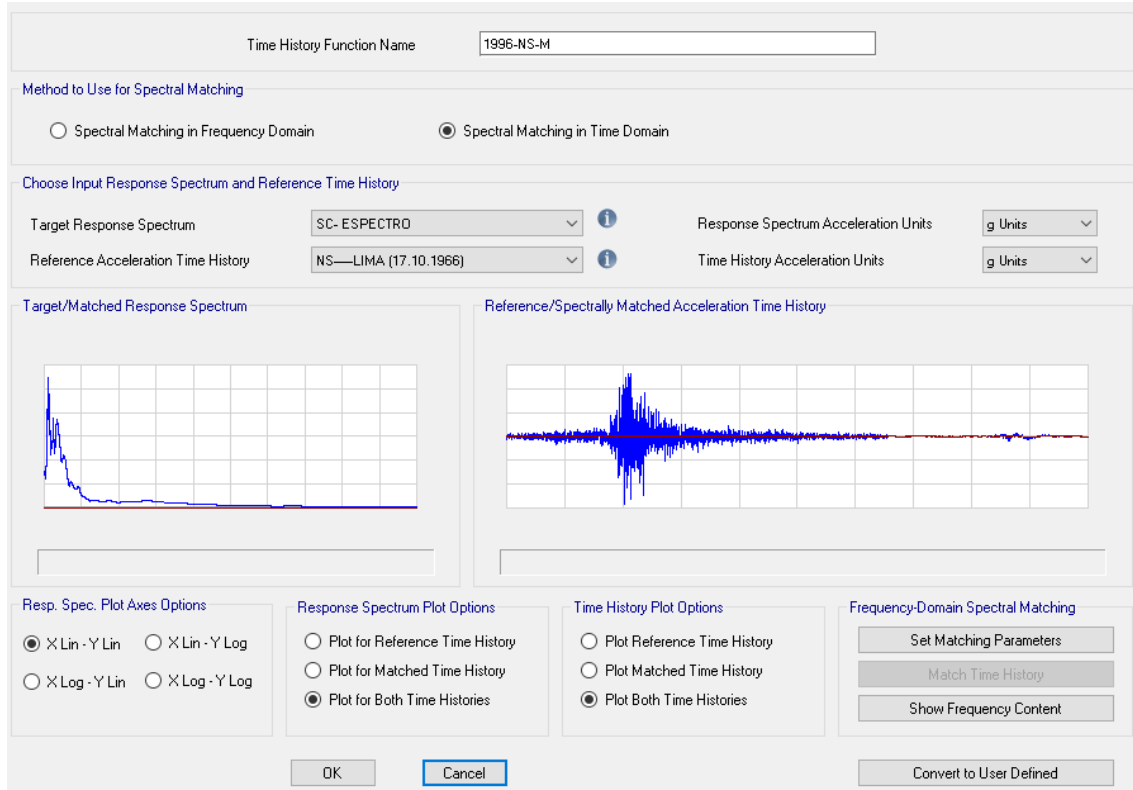 Time History Function Name 1996-NS-M
Method to Use for Spectral Matching
Spectral Matching in Frequency Domain Spectral Matching in Time Domain
Choose Input Response Spectrum and Reference Time History
Target Response Spectrum SC- ESPECTRO Response Spectrum Acceleration Units g Units
Reference Acceleration Time History NS-----LIMA (17.10.1966) Time History Acceleration Units g Units
Target/Matched Response Spectrum Reference/Spectrally Matched Acceleration Time History
Resp. Spec. Plot Axes Options
X Lin - Y Lin X Lin - Y Log
X Log - Y Lin X Log - Y Log
Response Spectrum Plot Options
Plot for Reference Time History
Plot for Matched Time History
Plot for Both Time Histories
Time History Plot Options
Plot Reference Time History
Plot Matched Time History
Plot Both Time Histories
Frequency-Domain Spectral Matching
Set Matching Parameters
Match Time History
Show Frequency Content
OK Cancel Convert to User Defined